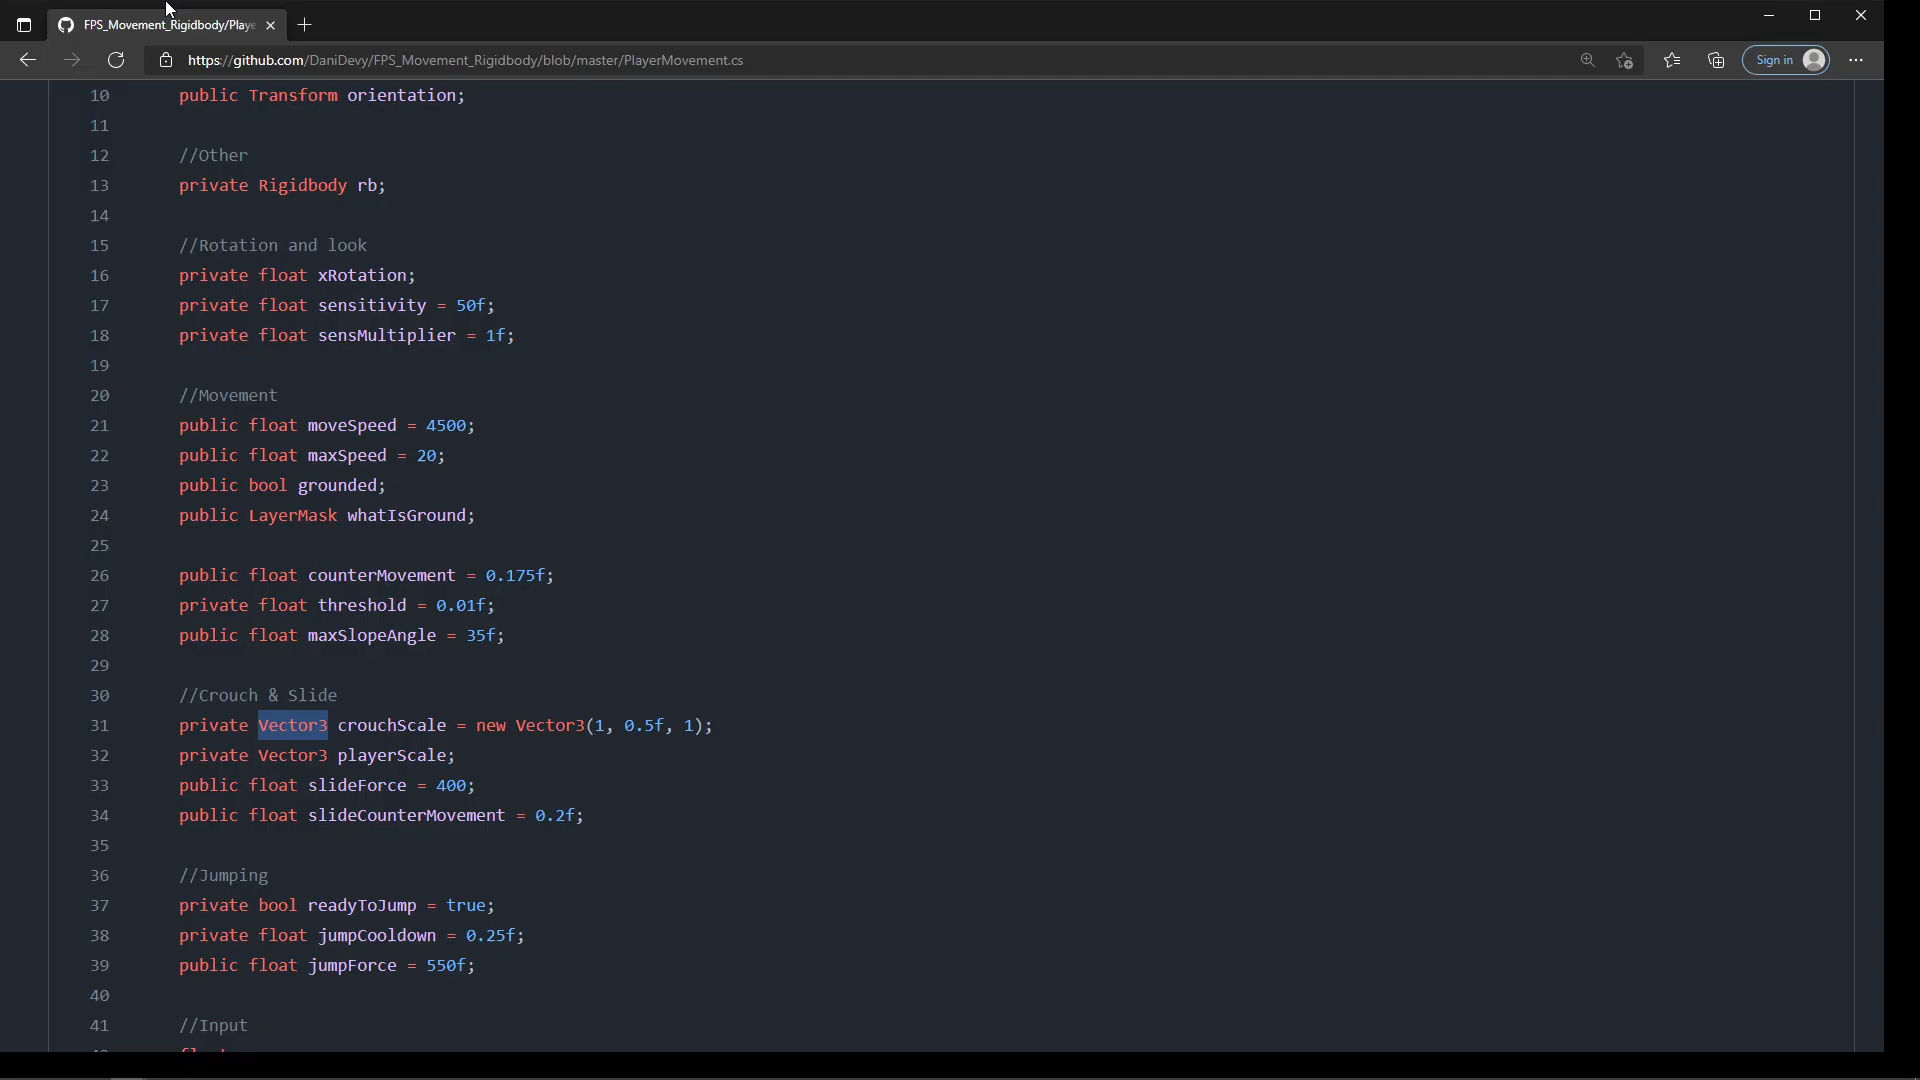 FPS_Movement_Rigidbody/Playe
https://github.com/DaniDevy/FPS_Movement_Rigidbody/blob/master/PlayerMovement.cs
Sign in
10 public Transform orientation;
11
12 //Other
13 private Rigidbody rb;
14
15 //Rotation and look
16 private float xRotation;
17 private float sensitivity = 50f;
18 private float sensMultiplier = 1f;
19
20 //Movement
21 public float moveSpeed = 4500;
22 public float maxSpeed = 20;
23 public bool grounded;
24 public LayerMask whatIsGround;
25
26 public float counterMovement = 0.175f;
27 private float threshold = 0.01f;
28 public float maxSlopeAngle = 35f;
29
30 //Crouch & Slide
31 private Vector3 crouchScale = new Vector3(1, 0.5f, 1);
32 private Vector3 playerScale;
33 public float slideForce = 400;
34 public float slideCounterMovement = 0.2f;
35
36 //Jumping
37 private bool readyToJump = true;
38 private float jumpCooldown = 0.25f;
39 public float jumpForce = 550f;
40
41 //Input